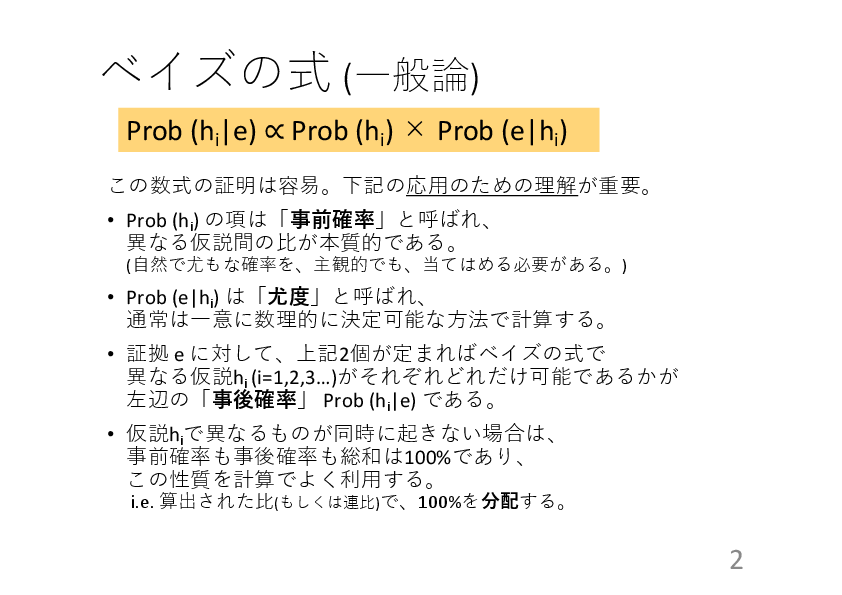 ベイズの式 (一般論)
Prob (hi|e) ∝ Prob (hi) × Prob (e|hi)
この数式の証明は容易。下記の応用のための理解が重要。
• Prob (hi) の項は「事前確率」と呼ばれ、
異なる仮説間の比が本質的である。
(自然で尤もな確率を、主観的でも、当てはめる必要がある。)
• Prob (e|hi) は「尤度」と呼ばれ、
通常は一意に数理的に決定可能な方法で計算する。
• 証拠 e に対して、上記2個が定まればベイズの式で
異なる仮説hi (i=1,2,3...)がそれぞれどれだけ可能であるかが
左辺の「事後確率」 Prob (hi|e) である。
• 仮説hiで異なるものが同時に起きない場合は、
事前確率も事後確率も総和は100%であり、
この性質を計算でよく利用する。
i.e. 算出された比(もしくは連比)で、100%を分配する。
2